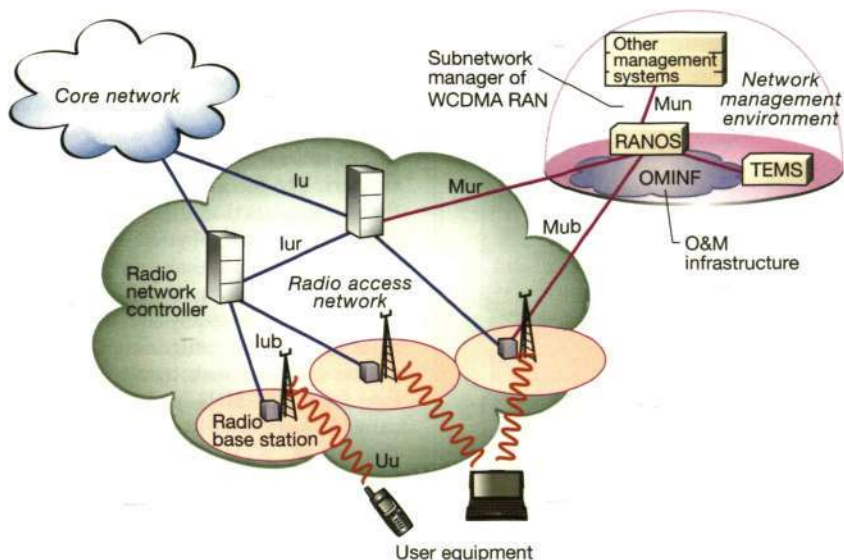 Core network
Subnetwork
manager of
WCDMA RAN
Other
management
systems
Mun
Network
management
environment
RANOS
OMINF
TEMS
O&M
infrastructure
Iu
Mur
Iur
Mub
Radio
network
controller
Radio access
network
Iub
Radio
base station
Uu
User equipment